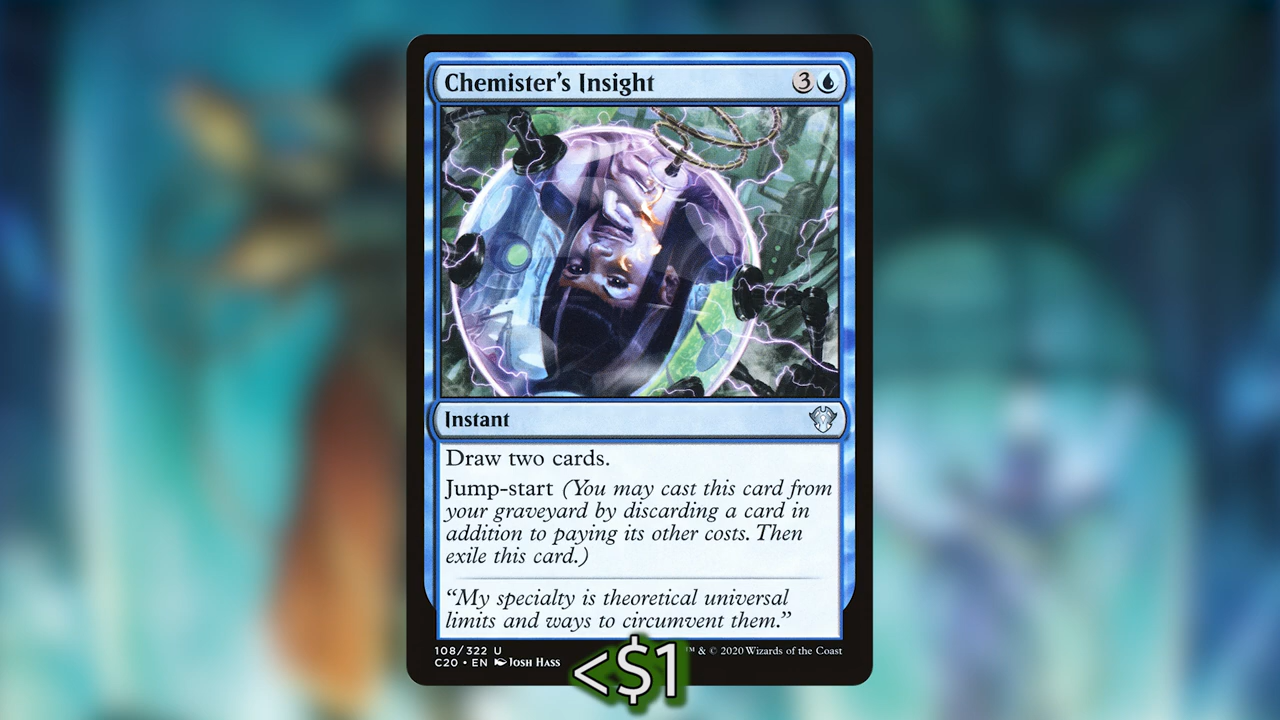 Chemister's Insight 3
Instant
Draw two cards.
Jump-start (You may cast this card from
your graveyard by discarding a card in
addition to paying its other costs. Then
exile this card.)
“My specialty is theoretical universal
limits and ways to circumvent them.”
108/322 U
C20 • EN Josh Hass
™ & © 2020 Wizards of the Coast
<$1